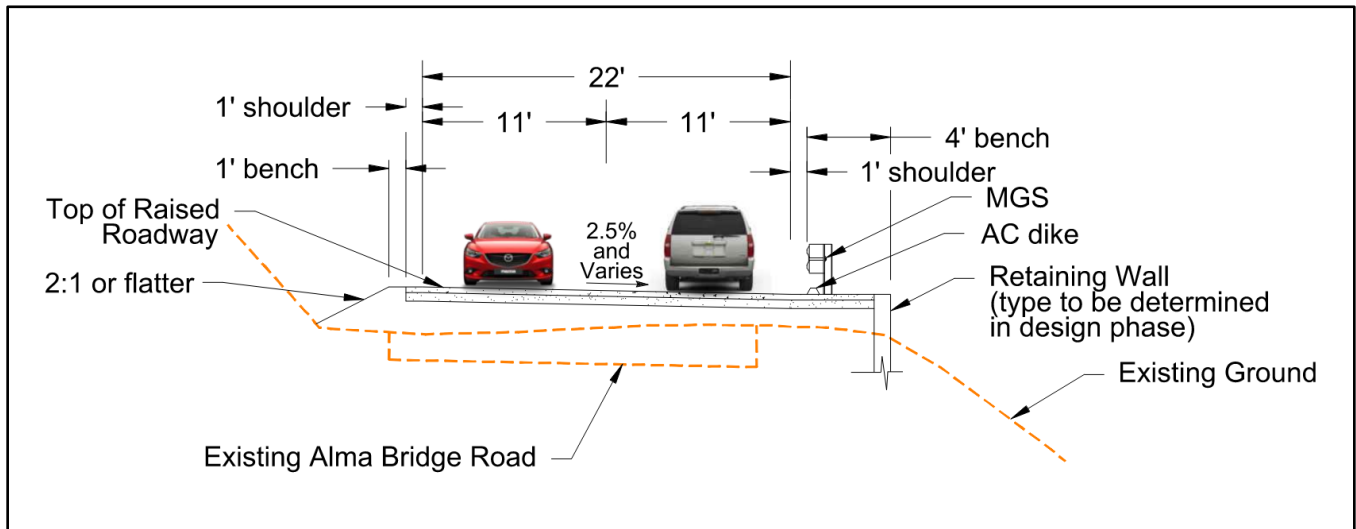 22'
1' shoulder
11'
11'
4' bench
1' bench
1' shoulder
MGS
Top of Raised
Roadway
2.5%
and
Varies
AC dike
2:1 or flatter
Retaining Wall
(type to be determined
in design phase)
Existing Ground
Existing Alma Bridge Road